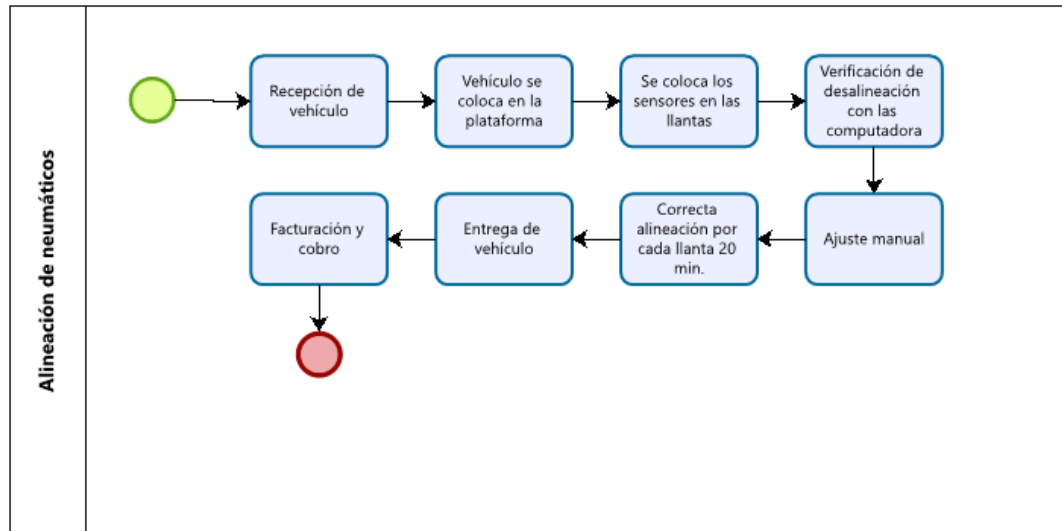 Alineación de neumáticos
Recepción de
vehículo
Vehículo se
coloca en la
plataforma
Se coloca los
sensores en las
llantas
Verificación de
desalineación
con las
computadora
Ajuste manual
Correcta
alineación por
cada llanta 20
min.
Entrega de
vehículo
Facturación y
cobro